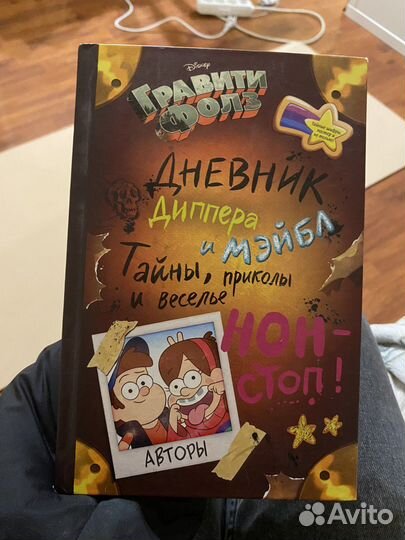 Disney
ГРАВИТИ
ФОЛЗ
ДНЕВНИК
ДИППЕРА
И МЭЙБЛ
ТАЙНЫ, ПРИКОЛЫ
И ВЕСЕЛЬЕ
НОН-
СТОП!
АВТОРЫ
Avito